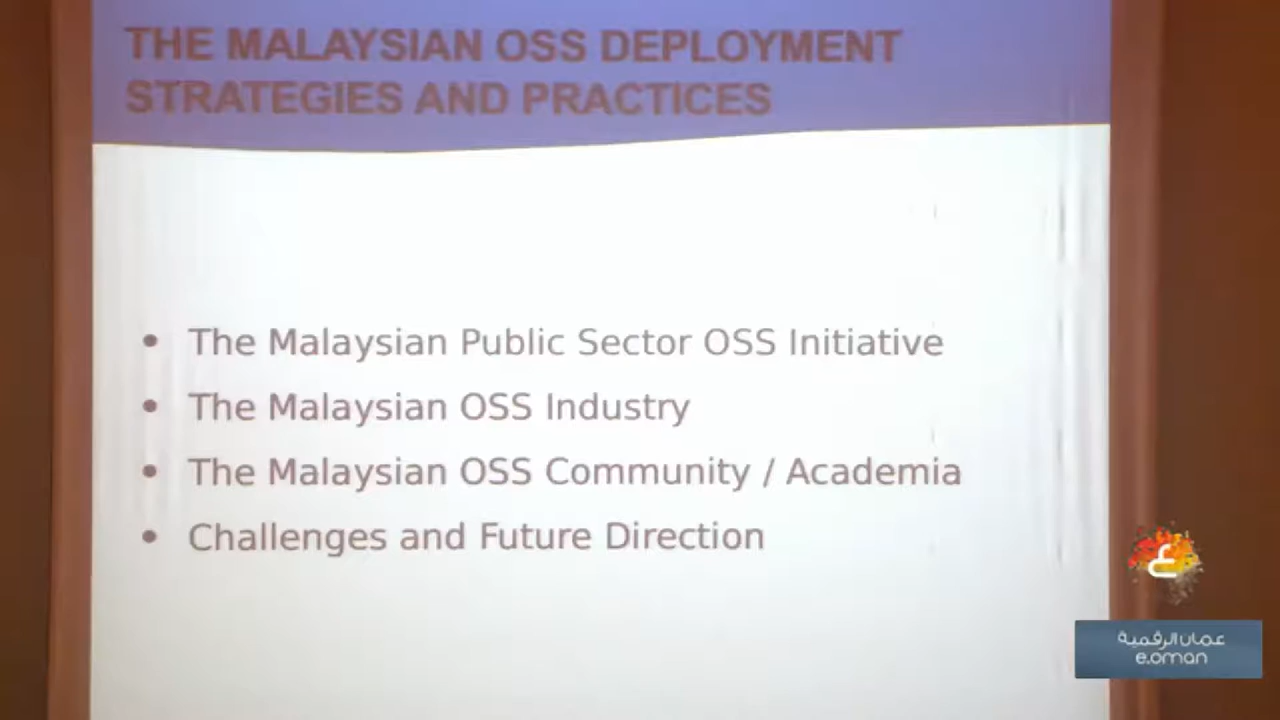 THE MALAYSIAN OSS DEPLOYMENT
STRATEGIES AND PRACTICES
• The Malaysian Public Sector OSS Initiative
• The Malaysian OSS Industry
• The Malaysian OSS Community / Academia
• Challenges and Future Direction
ع
عمان الرقمية
e.oman